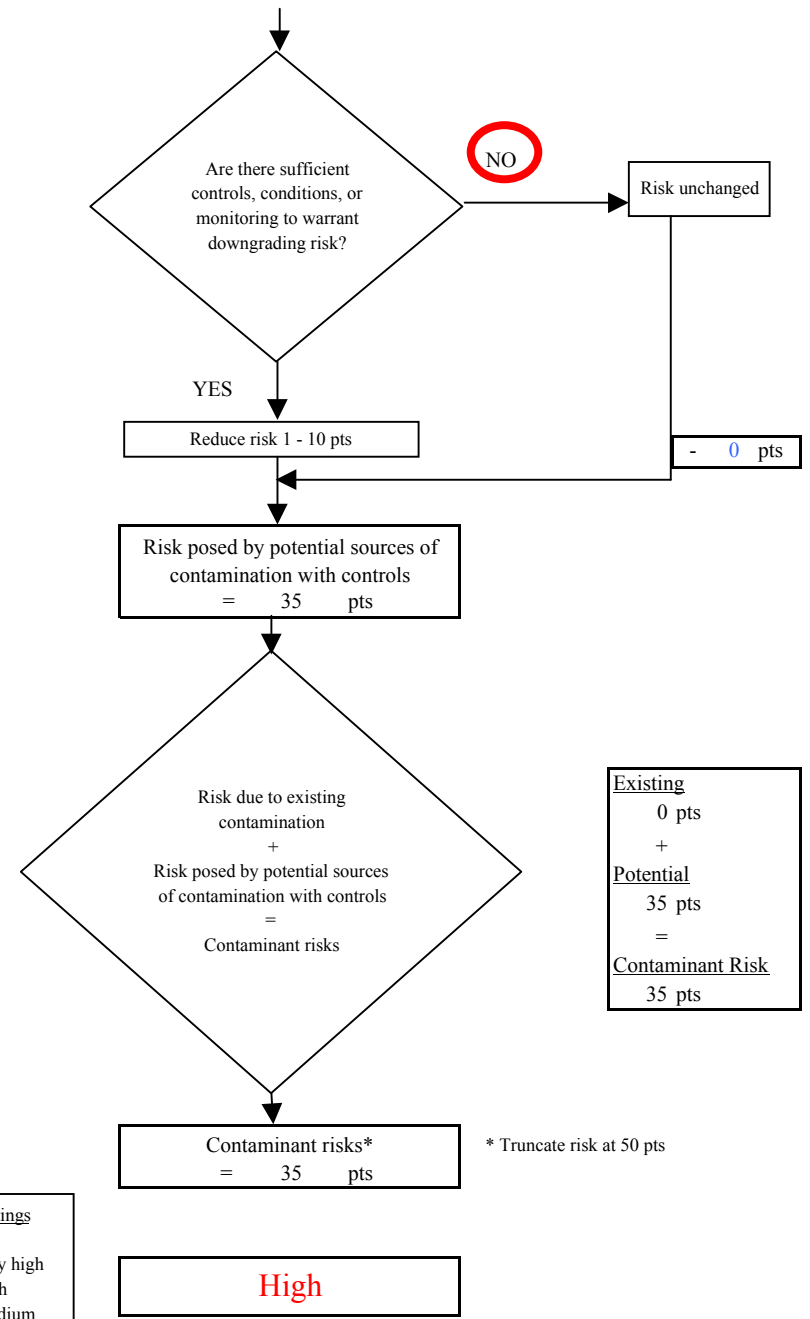 Are there sufficient
controls, conditions, or
monitoring to warrant
downgrading risk?
NO
Risk unchanged
YES
Reduce risk 1 - 10 pts
- 0 pts
Risk posed by potential sources of
contamination with controls
= 35 pts
Risk due to existing
contamination
+
Risk posed by potential sources
of contamination with controls
=
Contaminant risks
Existing
0 pts
+
Potential
35 pts
=
Contaminant Risk
35 pts
Contaminant risks*
= 35 pts
* Truncate risk at 50 pts
high
High